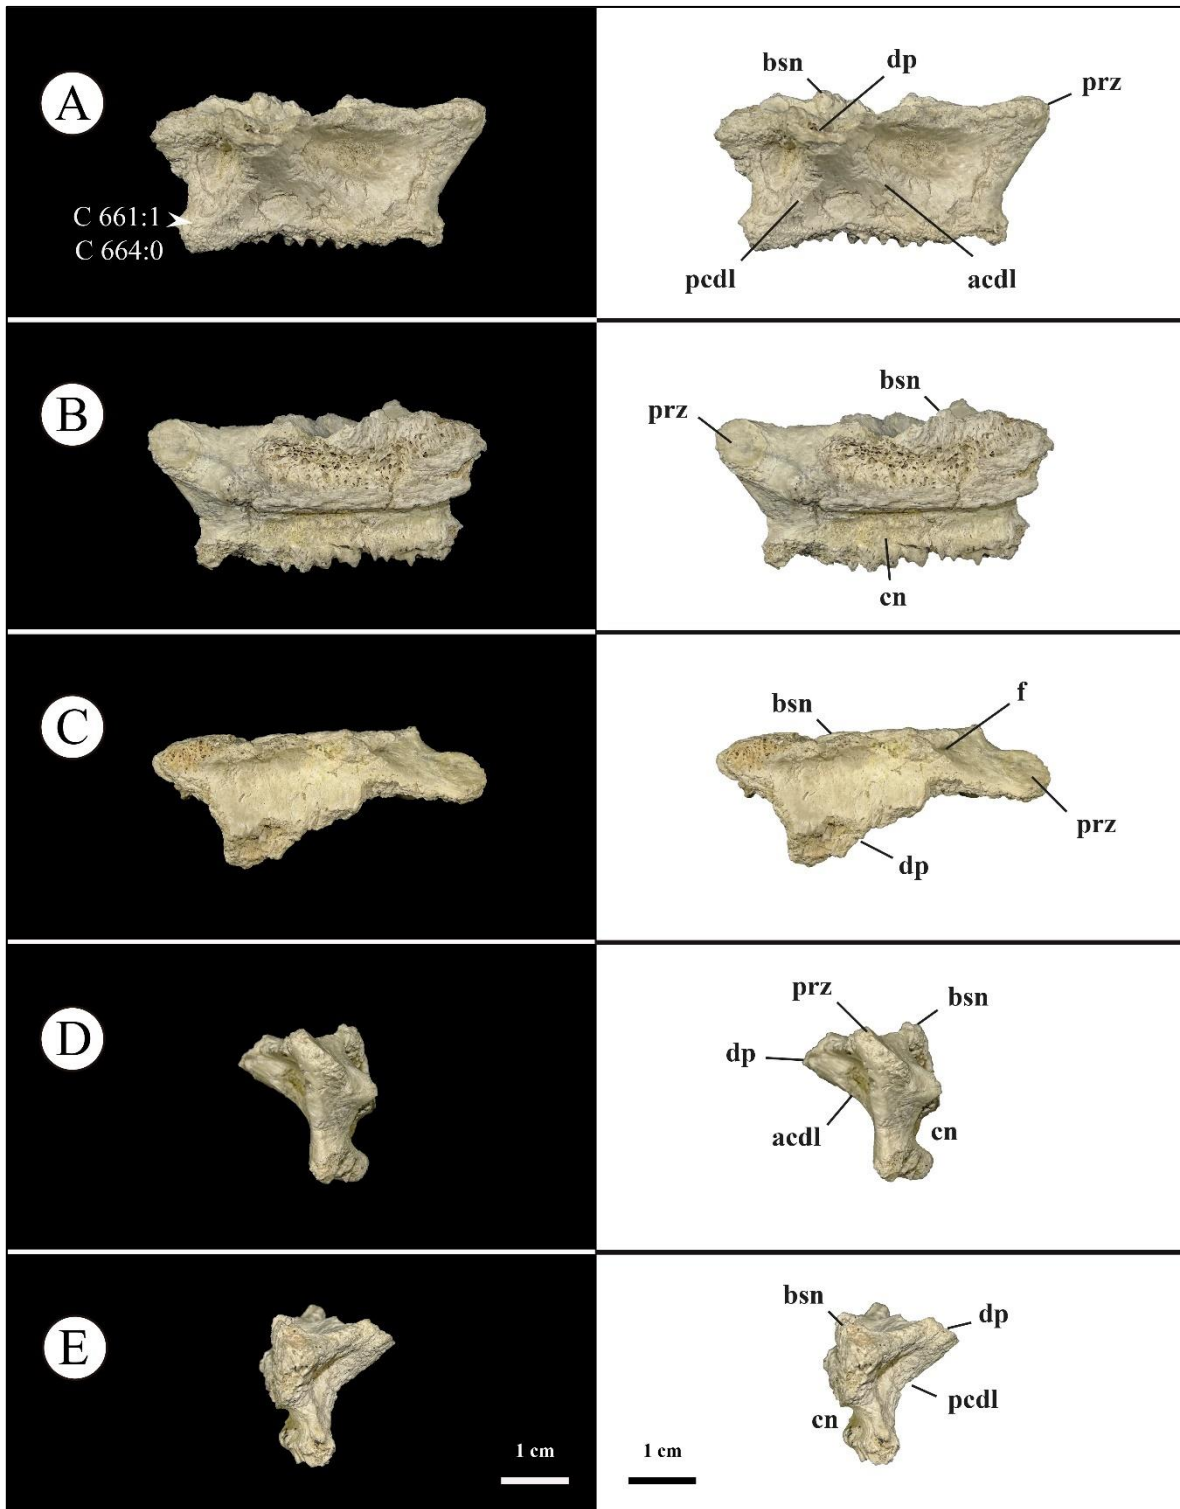 A
C 661:1
C 664:0
bsn
dp
prz
pcdl
acdl
B
bsn
prz
cn
C
f
bsn
prz
dp
D
prz
bsn
dp
acdl
cn
E
bsn
dp
pcdl
cn
1 cm
1 cm